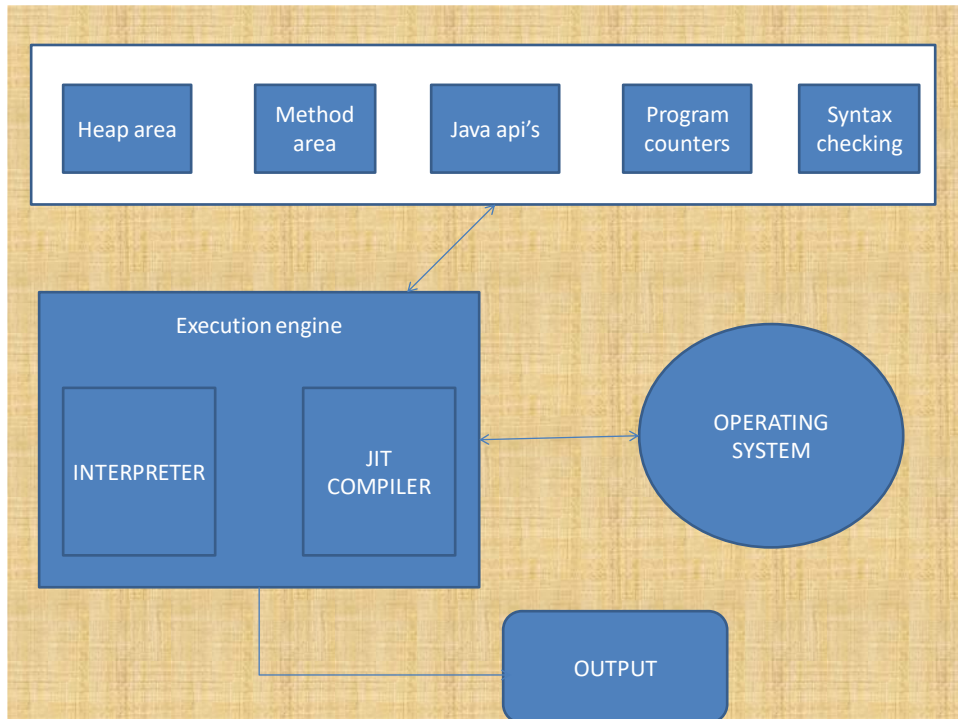 Heap area
Method
area
Java api's
Program
counters
Syntax
checking
Execution engine
INTERPRETER
JIT
COMPILER
OPERATING
SYSTEM
OUTPUT